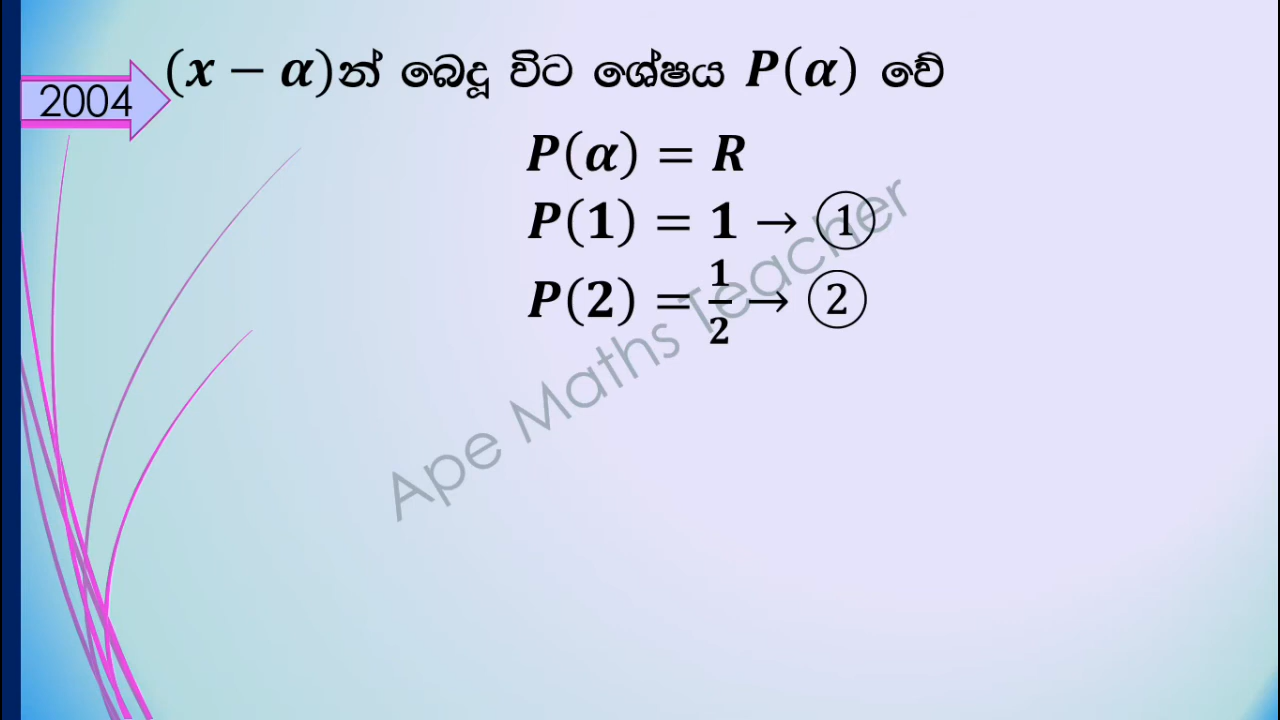 2004
(x − α)න් බෙදූ විට ශේෂය P(α) වේ
P(α) = R
P(1) = 1 → ①
P(2) = 1/2 → ②
Ape Maths Teacher